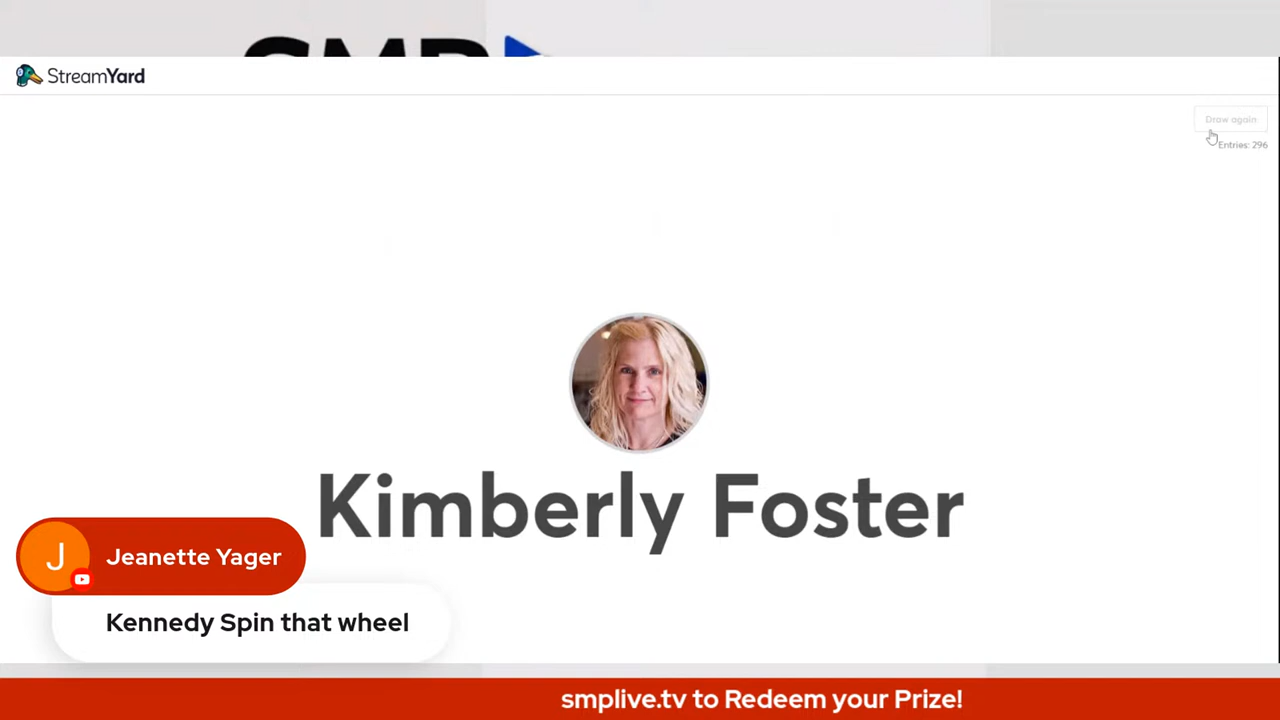 SMP
StreamYard
Draw again
Entries: 296
Kimberly Foster
J
Jeanette Yager
Kennedy Spin that wheel
smplive.tv to Redeem your Prize!